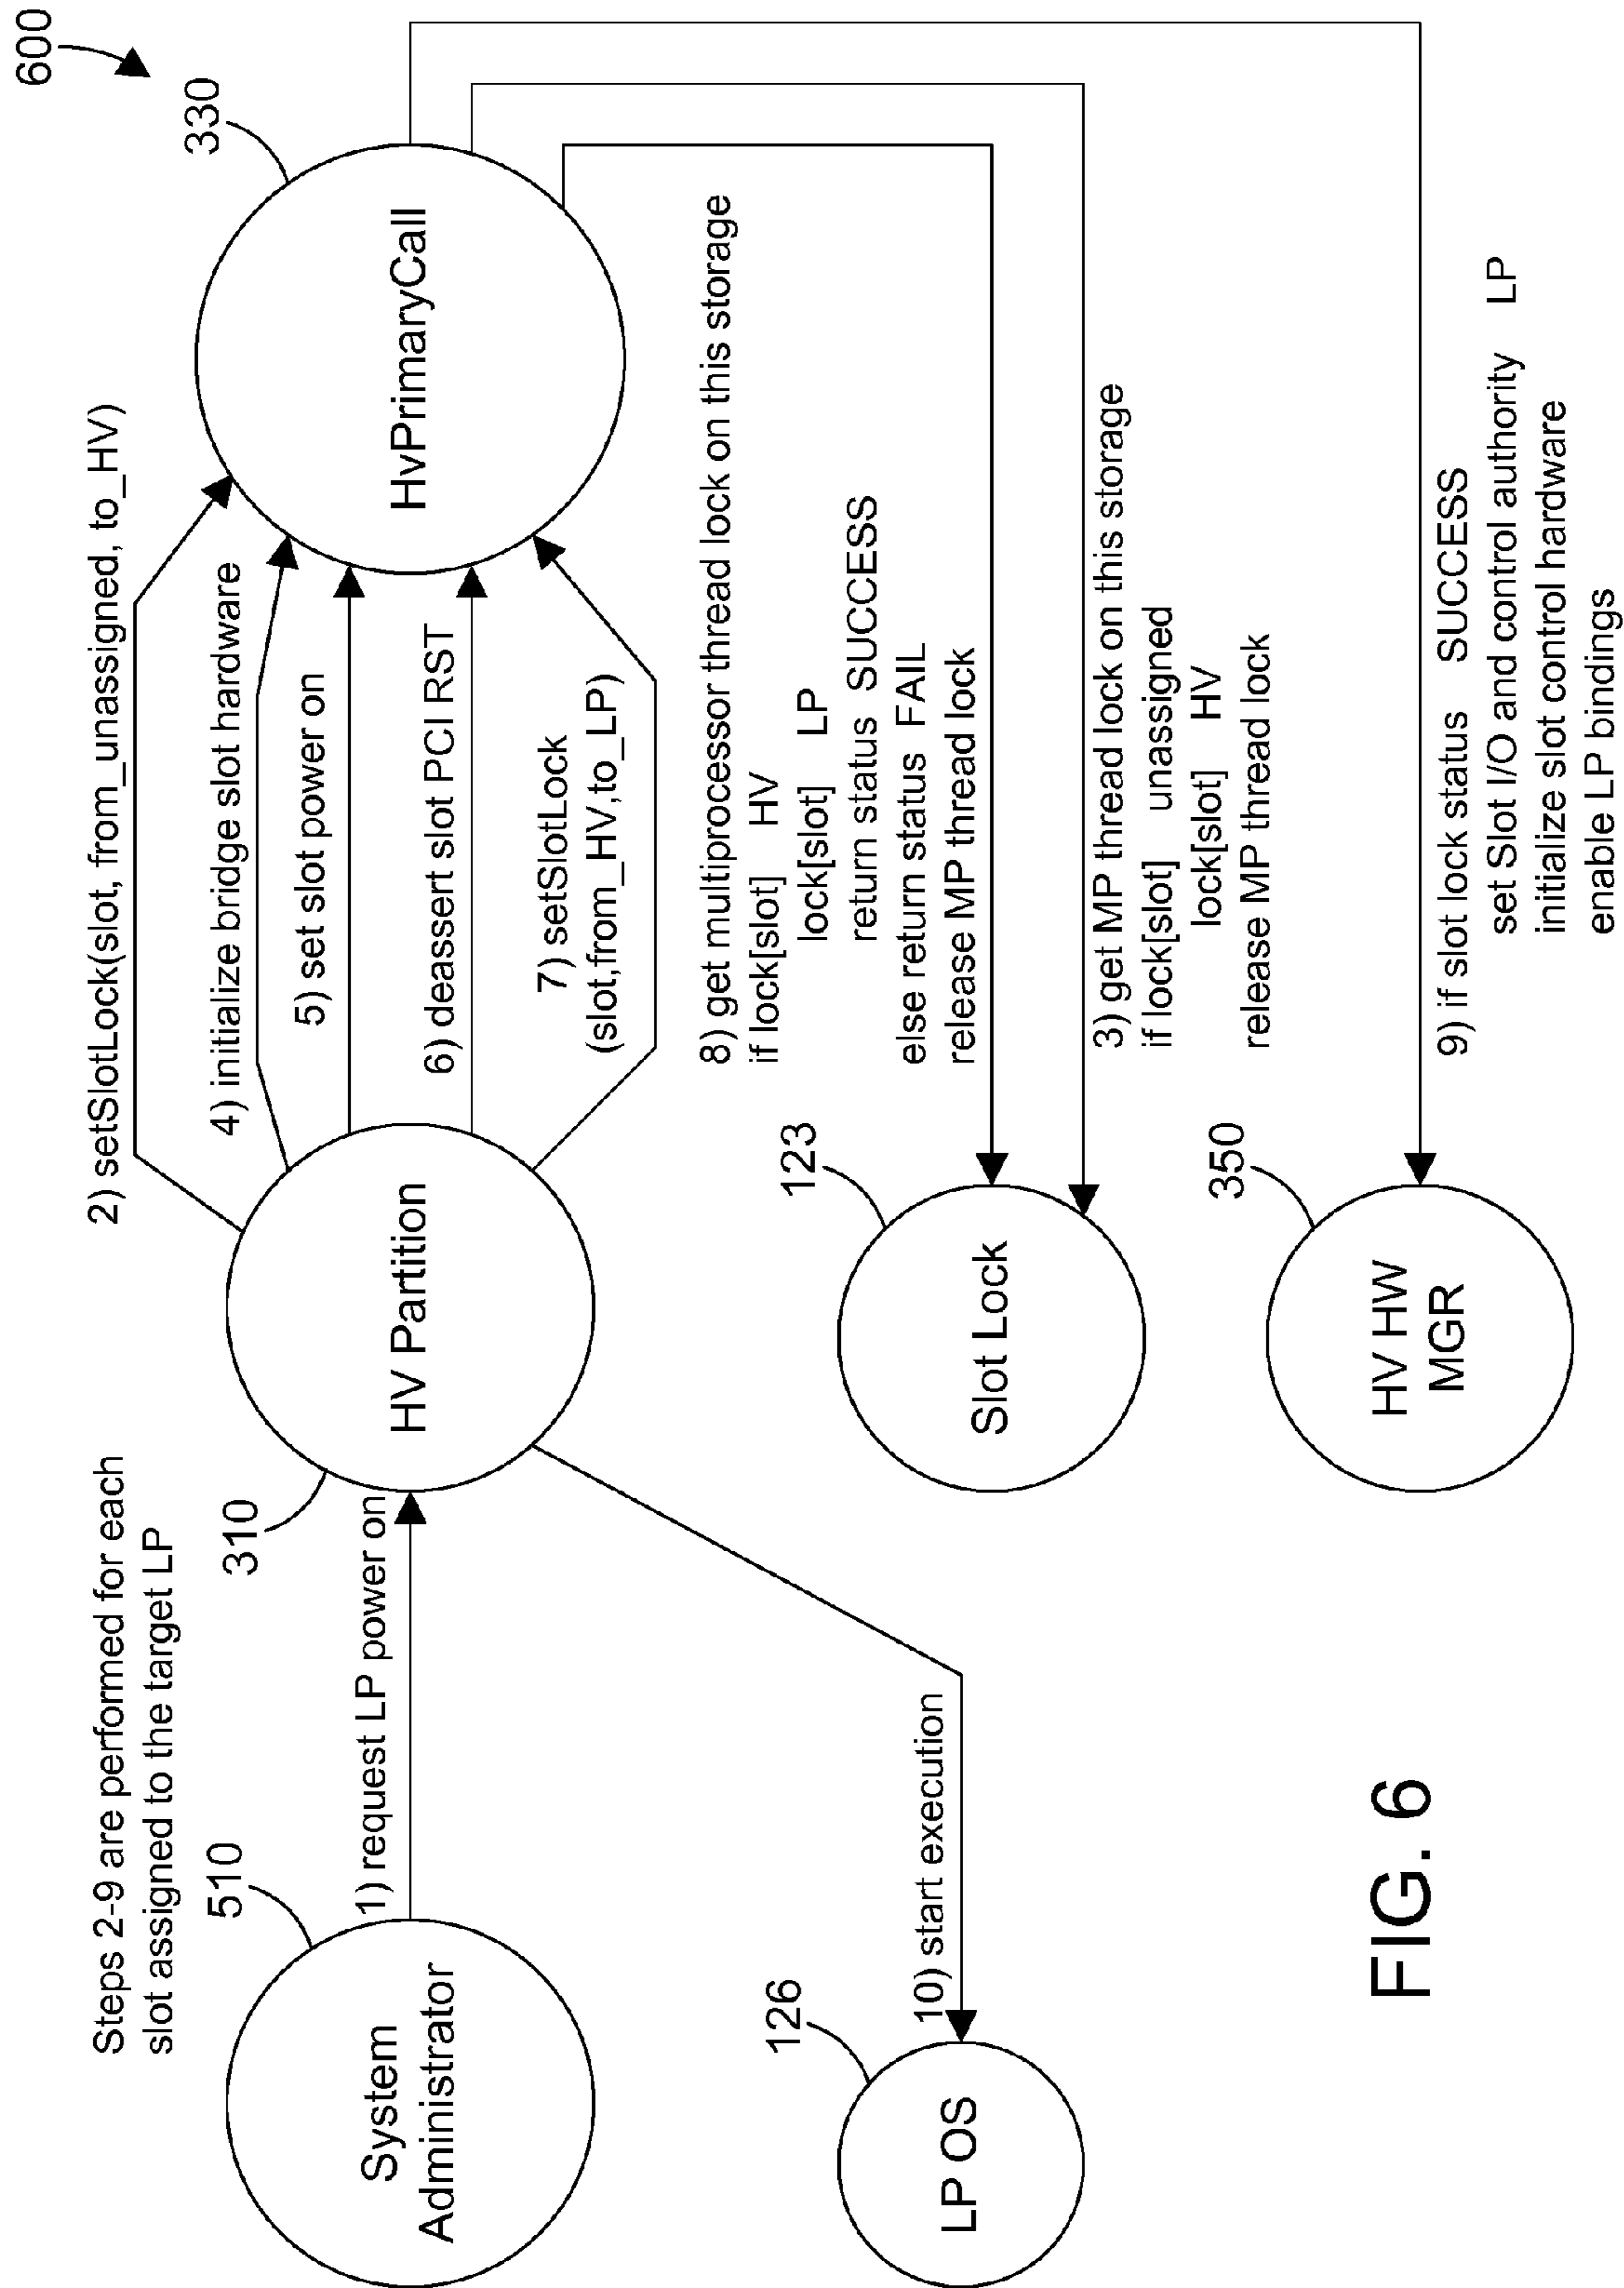 600
Steps 2-9 are performed for each
slot assigned to the target LP
510
System
Administrator
1) request LP power on
310
HV Partition
2) setSlotLock(slot, from_unassigned, to_HV)
4) initialize bridge slot hardware
5) set slot power on
6) deassert slot PCI RST
7) setSlotLock
(slot,from_HV,to_LP)
330
HvPrimaryCall
126
LP OS
10) start execution
123
Slot Lock
8) get multiprocessor thread lock on this storage
if lock[slot] HV
lock[slot] LP
return status SUCCESS
else return status FAIL
release MP thread lock
3) get MP thread lock on this storage
if lock[slot] unassigned
lock[slot] HV
release MP thread lock
350
HV HW
MGR
9) if slot lock status SUCCESS
set Slot I/O and control authority LP
initialize slot control hardware
enable LP bindings
FIG. 6